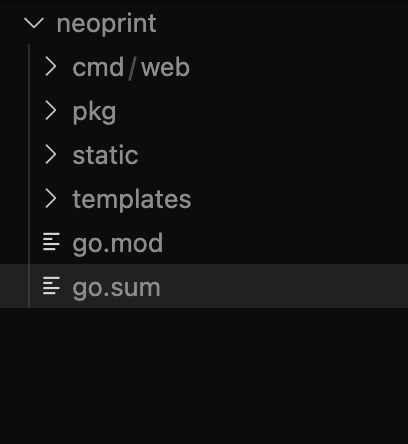 neoprint
cmd/web
pkg
static
templates
go.mod
go.sum